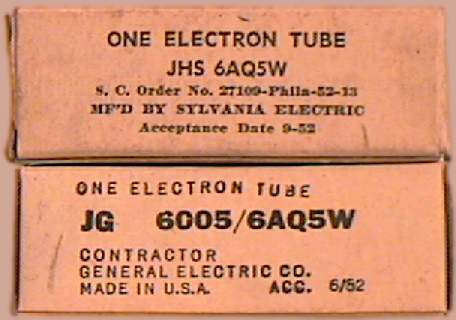 ONE ELECTRON TUBE
JHS 6AQ5W
S. C. Order No. 27109-Phila-52-13
MF'D BY SYLVANIA ELECTRIC
Acceptance Date 9-52
ONE ELECTRON TUBE
JG 6005/6AQ5W
CONTRACTOR
GENERAL ELECTRIC CO.
MADE IN U.S.A. ACC. 6/52